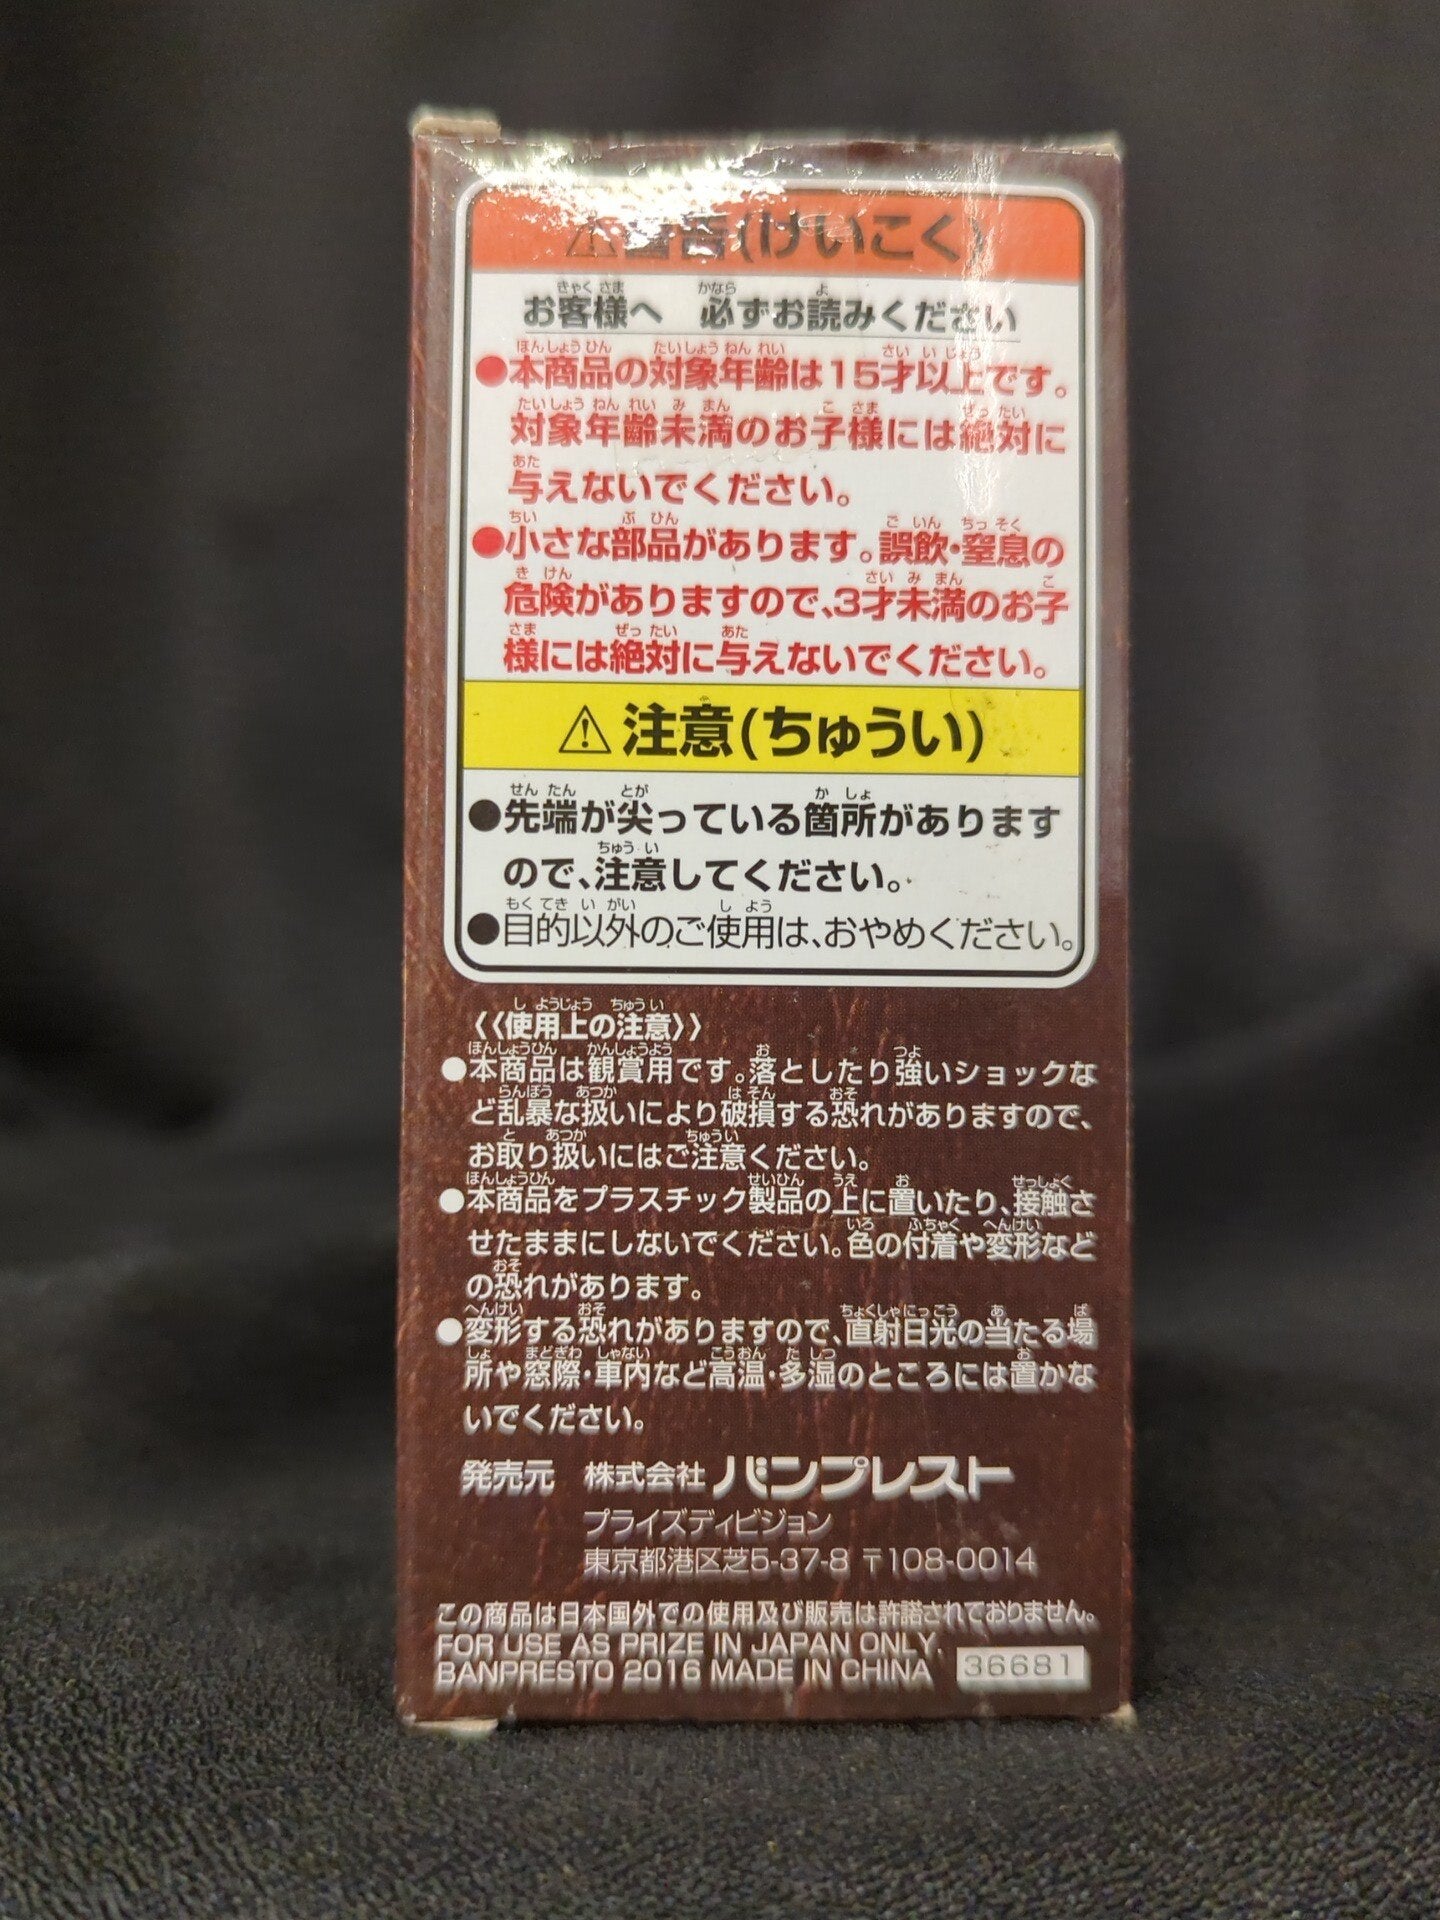 ⚠警告(けいこく)
お客様へ 必ずお読みください
●本商品の対象年齢は15才以上です。
対象年齢未満のお子様には絶対に
与えないでください。
●小さな部品があります。誤飲・窒息の
危険がありますので、3才未満のお子
様には絶対に与えないでください。
⚠注意(ちゅうい)
●先端が尖っている箇所があります
ので、注意してください。
●目的以外のご使用は、おやめください。
《使用上の注意》
●本商品は観賞用です。落としたり強いショックな
ど乱暴な扱いにより破損する恐れがありますので、
お取り扱いにはご注意ください。
●本商品をプラスチック製品の上に置いたり、接触さ
せたままにしないでください。色の付着や変形など
の恐れがあります。
●変形する恐れがありますので、直射日光の当たる場
所や窓際・車内など高温・多湿のところには置かな
いでください。
発売元 株式会社 バンプレスト
プライズディビジョン
東京都港区芝5-37-8 〒108-0014
この商品は日本国外での使用及び販売は許諾されておりません。
FOR USE AS PRIZE IN JAPAN ONLY.
BANPRESTO 2016 MADE IN CHINA 36681